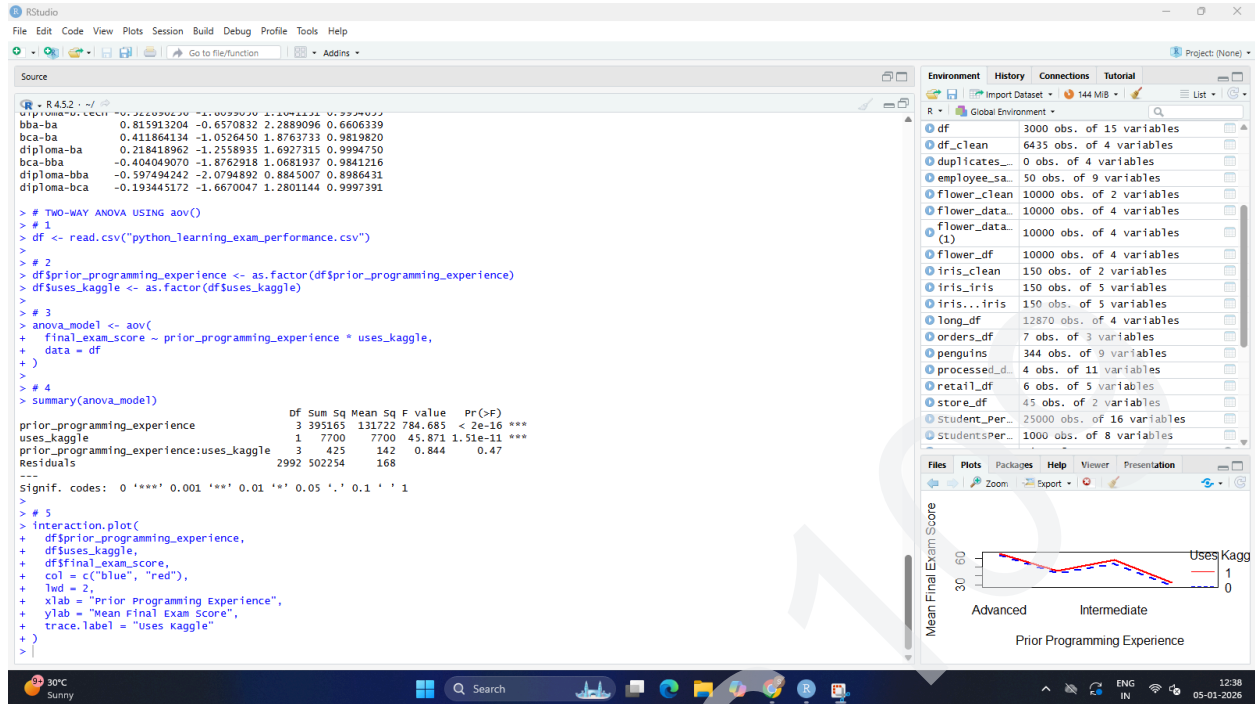 RStudio
File Edit Code View Plots Session Build Debug Profile Tools Help
Go to file/function Addins Project: (None)
Source
R 4.5.2 · ~/
bba-ba 0.815913204 -0.6570832 2.2889096 0.6606339
bca-ba 0.411864134 -1.0526450 1.8763733 0.9819820
diploma-ba 0.218418962 -1.2558935 1.6927315 0.9994750
bca-bba -0.404049070 -1.8762918 1.0681937 0.9841216
diploma-bba -0.597494242 -2.0794892 0.8845007 0.8986431
diploma-bca -0.193445172 -1.6670047 1.2801144 0.9997391
> # TWO-WAY ANOVA USING aov()
> # 1
> df <- read.csv("python_learning_exam_performance.csv")
>
> # 2
> df$prior_programming_experience <- as.factor(df$prior_programming_experience)
> df$uses_kaggle <- as.factor(df$uses_kaggle)
>
> # 3
> anova_model <- aov(
+ final_exam_score ~ prior_programming_experience * uses_kaggle,
+ data = df
+ )
>
> # 4
> summary(anova_model)
Df Sum Sq Mean Sq F value Pr(>F)
prior_programming_experience 3 395165 131722 784.685 < 2e-16 ***
uses_kaggle 1 7700 7700 45.871 1.51e-11 ***
prior_programming_experience:uses_kaggle 3 425 142 0.844 0.47
Residuals 2992 502254 168
---
Signif. codes: 0 ‘***’ 0.001 ‘**’ 0.01 ‘*’ 0.05 ‘.’ 0.1 ‘ ’ 1
>
> # 5
> interaction.plot(
+ df$prior_programming_experience,
+ df$uses_kaggle,
+ df$final_exam_score,
+ col = c("blue", "red"),
+ lwd = 2,
+ xlab = "Prior Programming Experience",
+ ylab = "Mean Final Exam Score",
+ trace.label = "Uses Kaggle"
+ )
>
Environment History Connections Tutorial
Import Dataset 144 MiB List
R Global Environment
df 3000 obs. of 15 variables
df_clean 6435 obs. of 4 variables
duplicates_… 0 obs. of 4 variables
employee_sa… 50 obs. of 9 variables
flower_clean 10000 obs. of 2 variables
flower_data… 10000 obs. of 4 variables
flower_data… 10000 obs. of 4 variables
(1)
flower_df 10000 obs. of 4 variables
iris_clean 150 obs. of 2 variables
iris_iris 150 obs. of 5 variables
iris...iris 150 obs. of 5 variables
long_df 12870 obs. of 4 variables
orders_df 7 obs. of 3 variables
penguins 344 obs. of 9 variables
processed_d… 4 obs. of 11 variables
retail_df 6 obs. of 5 variables
store_df 45 obs. of 2 variables
Student_Per… 25000 obs. of 16 variables
StudentsPer… 1000 obs. of 8 variables
Files Plots Packages Help Viewer Presentation
Zoom Export
Mean Final Exam Score
30 60
Uses Kagg
1
0
Advanced Intermediate
Prior Programming Experience
9+
30°C
Sunny
Search
ENG
IN
12:38
05-01-2026